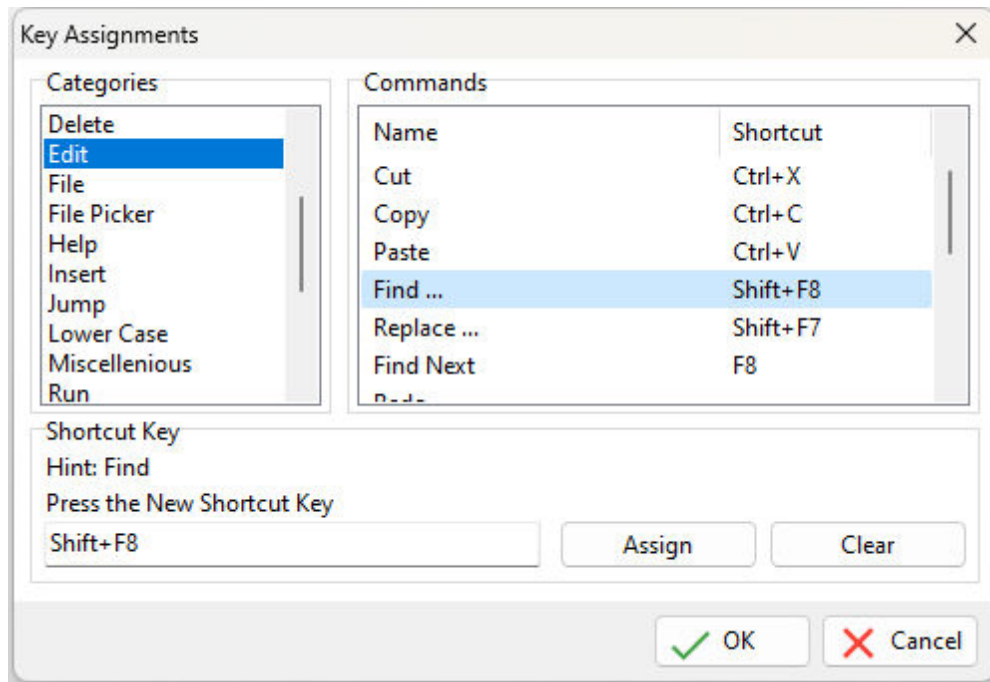 Key Assignments
Categories
Delete
Edit
File
File Picker
Help
Insert
Jump
Lower Case
Miscellenious
Run
Commands
Name Shortcut
Cut Ctrl+X
Copy Ctrl+C
Paste Ctrl+V
Find ... Shift+F8
Replace ... Shift+F7
Find Next F8
Shortcut Key
Hint: Find
Press the New Shortcut Key
Shift+F8 Assign Clear
OK Cancel